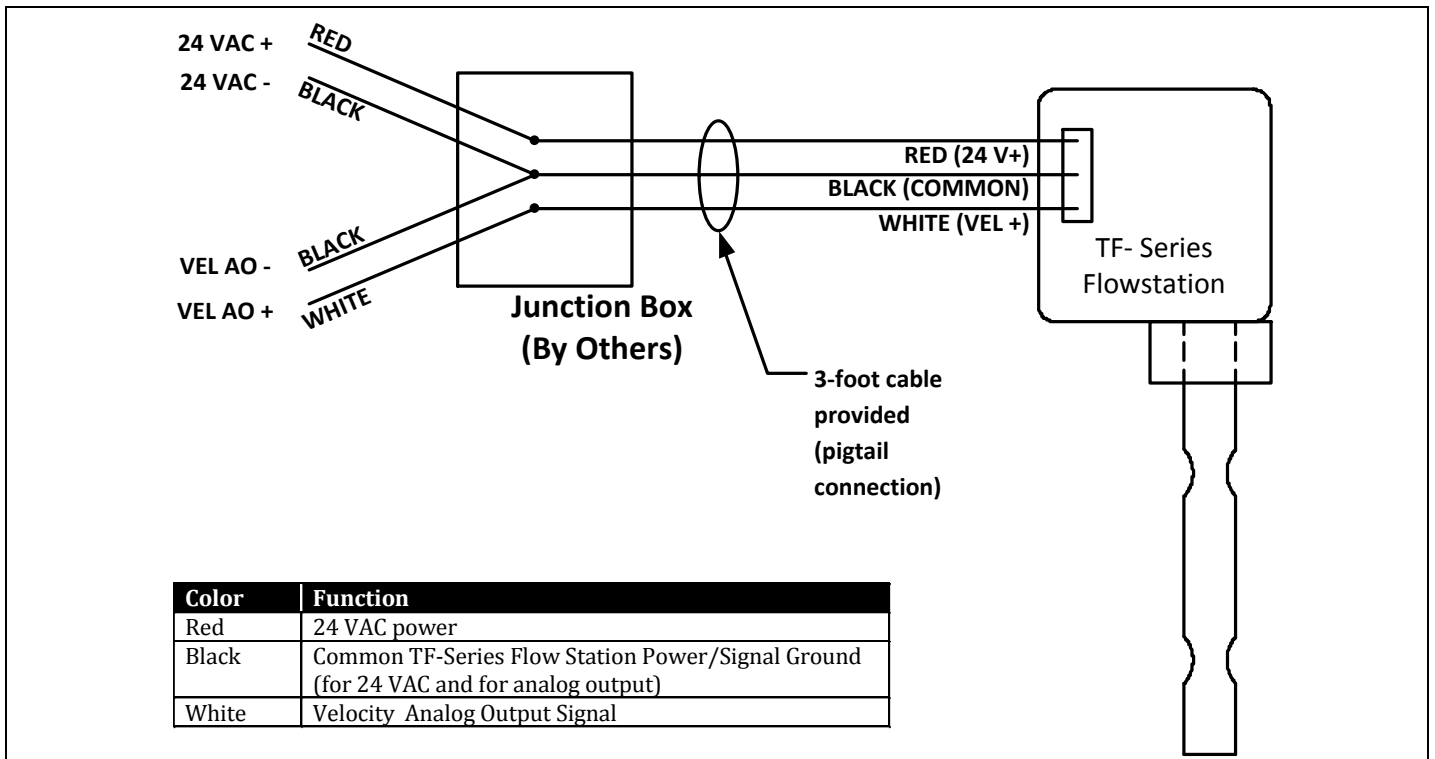 24 VAC +
RED
24 VAC -
BLACK
RED (24 V+)
BLACK (COMMON)
WHITE (VEL +)
TF- Series
Flowstation
VEL AO -
BLACK
VEL AO +
WHITE
Junction Box
(By Others)
3-foot cable
provided
(pigtail
connection)
Color Function
Red 24 VAC power
Black Common TF-Series Flow Station Power/Signal Ground
(for 24 VAC and for analog output)
White Velocity Analog Output Signal